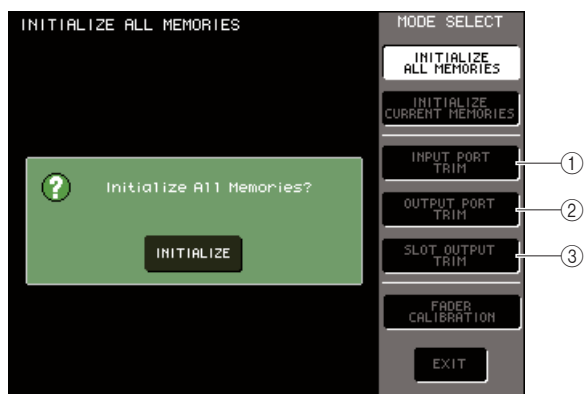 INITIALIZE ALL MEMORIES
Initialize All Memories?
INITIALIZE
MODE SELECT
INITIALIZE
ALL MEMORIES
INITIALIZE
CURRENT MEMORIES
INPUT PORT
TRIM
①
OUTPUT PORT
TRIM
②
SLOT OUTPUT
TRIM
③
FADER
CALIBRATION
EXIT